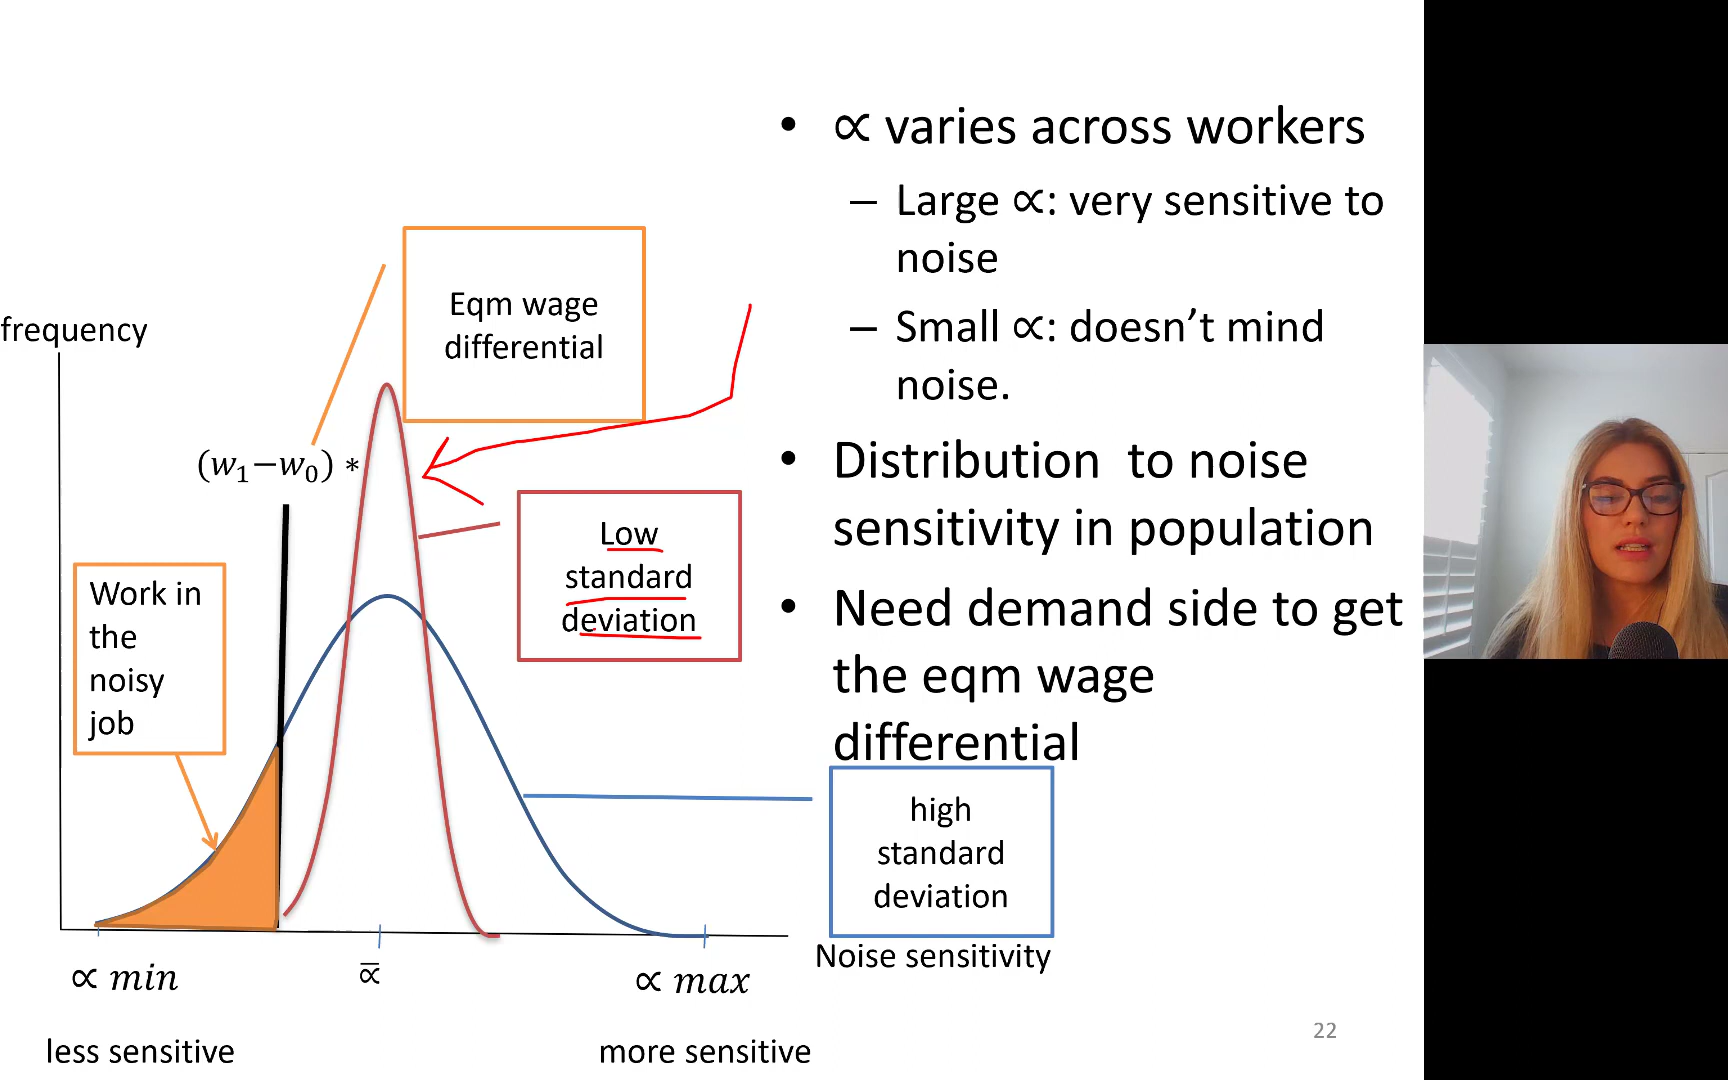 • ∝ varies across workers
– Large ∝: very sensitive to
noise
– Small ∝: doesn’t mind
noise.
• Distribution  to noise
sensitivity in population
• Need demand side to get
the eqm wage
differential
frequency
Eqm wage
differential
(w₁−w₀) *
Low
standard
deviation
Work in
the
noisy
job
high
standard
deviation
Noise sensitivity
∝ min
∝̅
∝ max
less sensitive
more sensitive
22